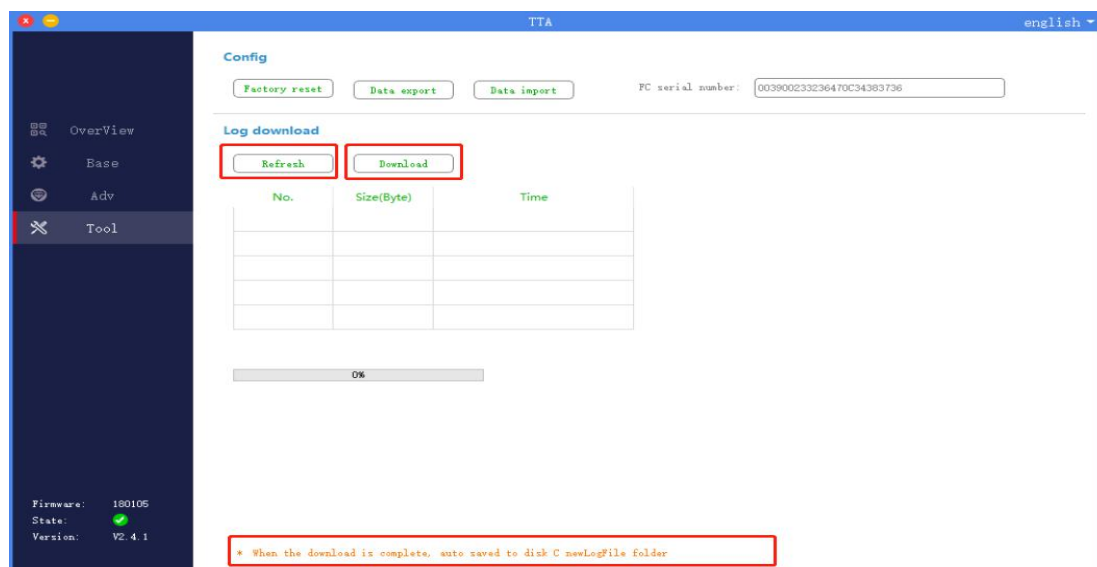 TTA
english
Config
Factory reset
Data export
Data import
FC serial number:
003900233236470C34383736
OverView
Base
Adv
Tool
Log download
Refresh
Download
No. Size(Byte) Time
0%
Firmware: 180105
State:
Version: V2.4.1
* When the download is complete, auto saved to disk C newLogFile folder